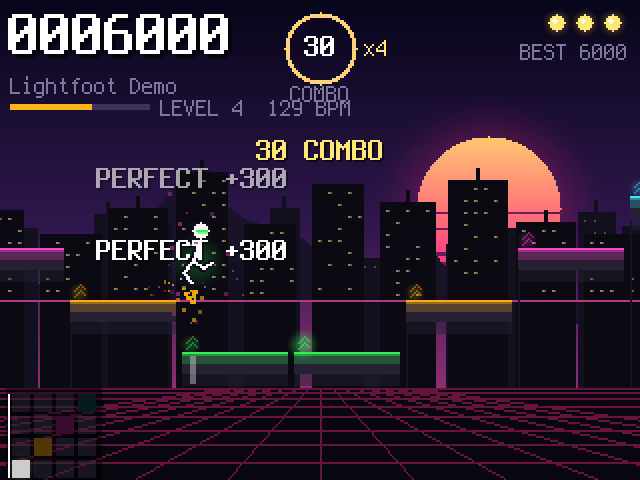 0006000
30 x4
BEST 6000
Lightfoot Demo
COMBO
LEVEL 4 129 BPM
30 COMBO
PERFECT +300
PERFECT +300